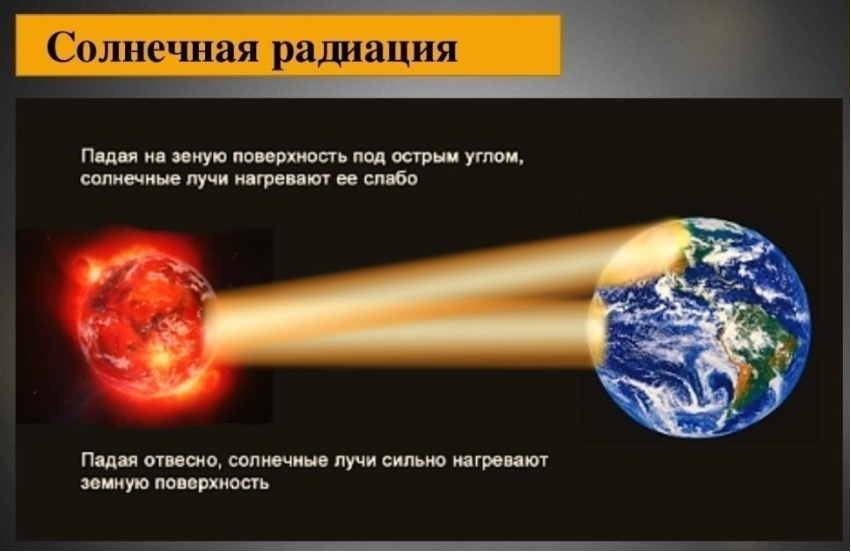 Солнечная радиация
Падая на зеную поверхность под острым углом,
солнечные лучи нагревают ее слабо
Падая отвесно, солнечные лучи сильно нагревают
земную поверхность